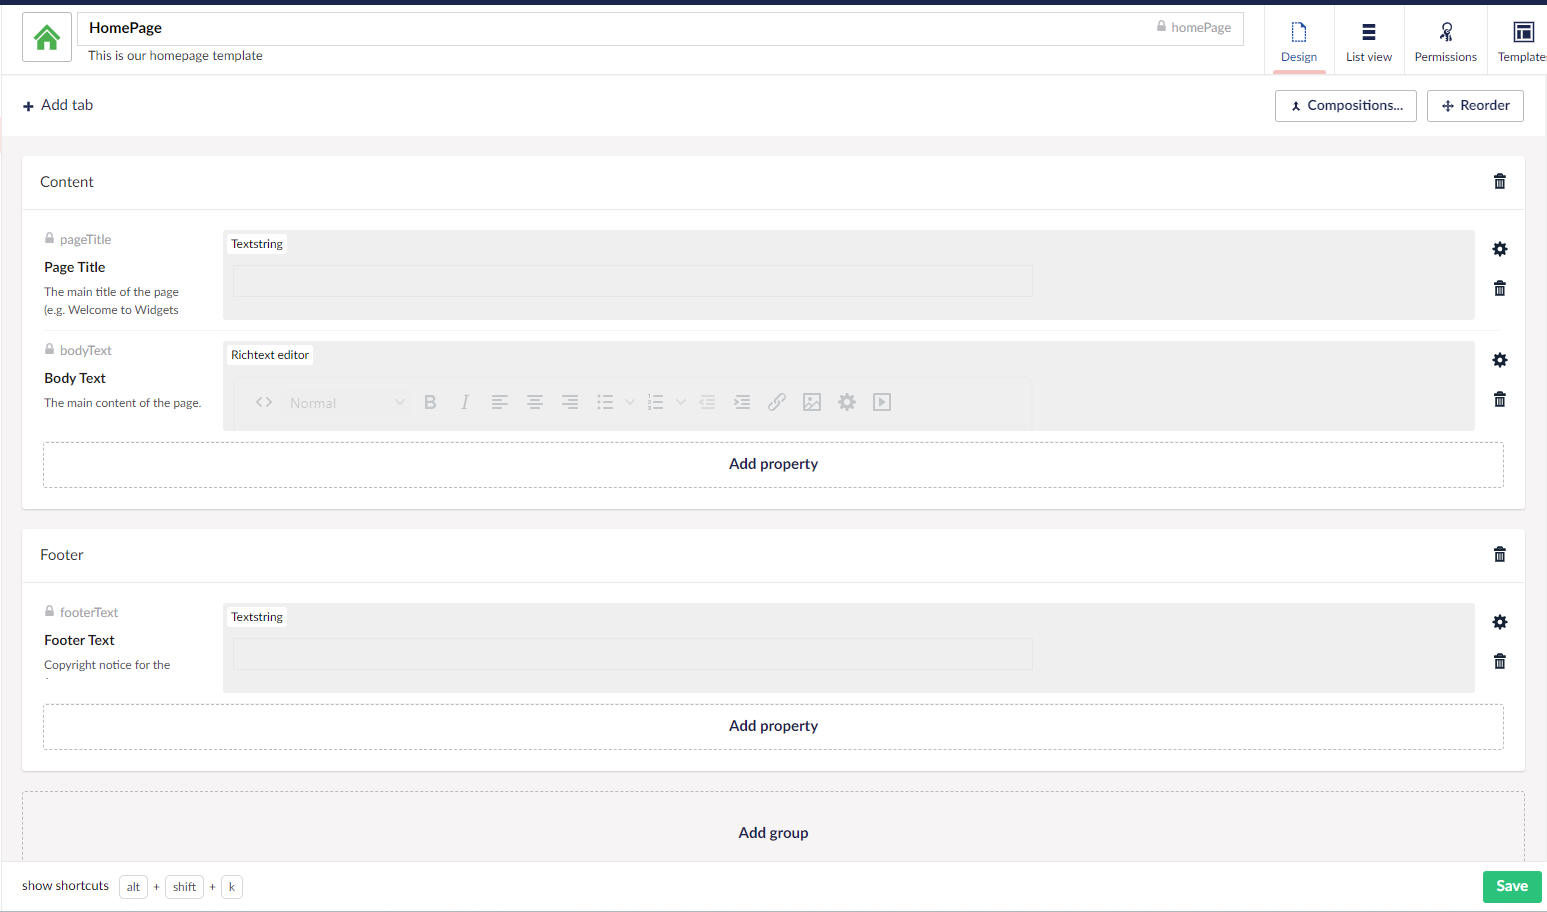 HomePage
homePage
This is our homepage template
Design
List view
Permissions
Template
Add tab
Compositions...
Reorder
Content
pageTitle
Textstring
Page Title
The main title of the page
(e.g. Welcome to Widgets
bodyText
Richtext editor
Body Text
The main content of the page.
Normal
Add property
Footer
footerText
Textstring
Footer Text
Copyright notice for the
Add property
Add group
show shortcuts alt + shift + k
Save